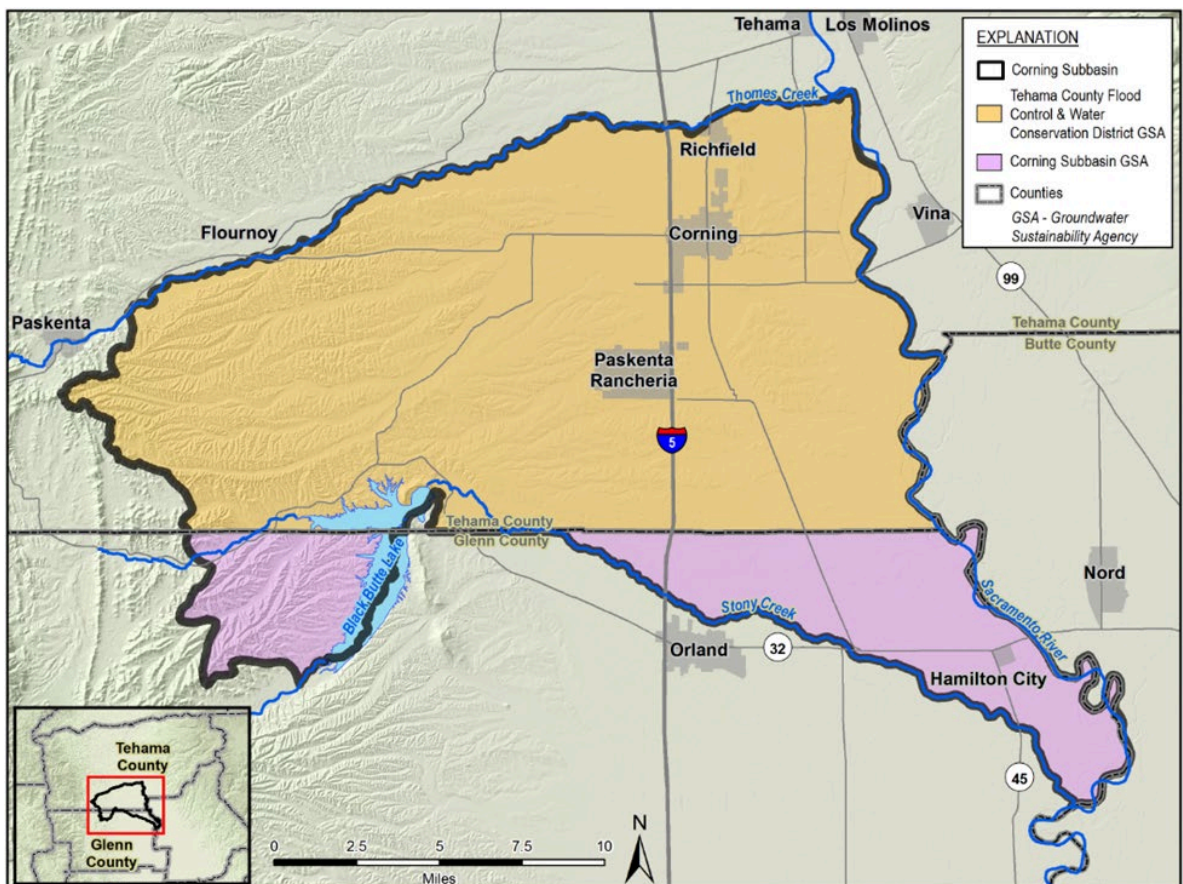 Tehama
Los Molinos
EXPLANATION
Corning Subbasin
Tehama County Flood
Control & Water
Conservation District GSA
Corning Subbasin GSA
Counties
GSA - Groundwater
Sustainability Agency
Thomes Creek
Richfield
Vina
Flournoy
Corning
99
Paskenta
Tehama County
Butte County
Paskenta
Rancheria
5
Tehama County
Glenn County
Black Butte Lake
Nord
Stony Creek
Sacramento River
Orland
32
Hamilton City
45
Tehama
County
Glenn
County
0 2.5 5 7.5 10
Miles
N